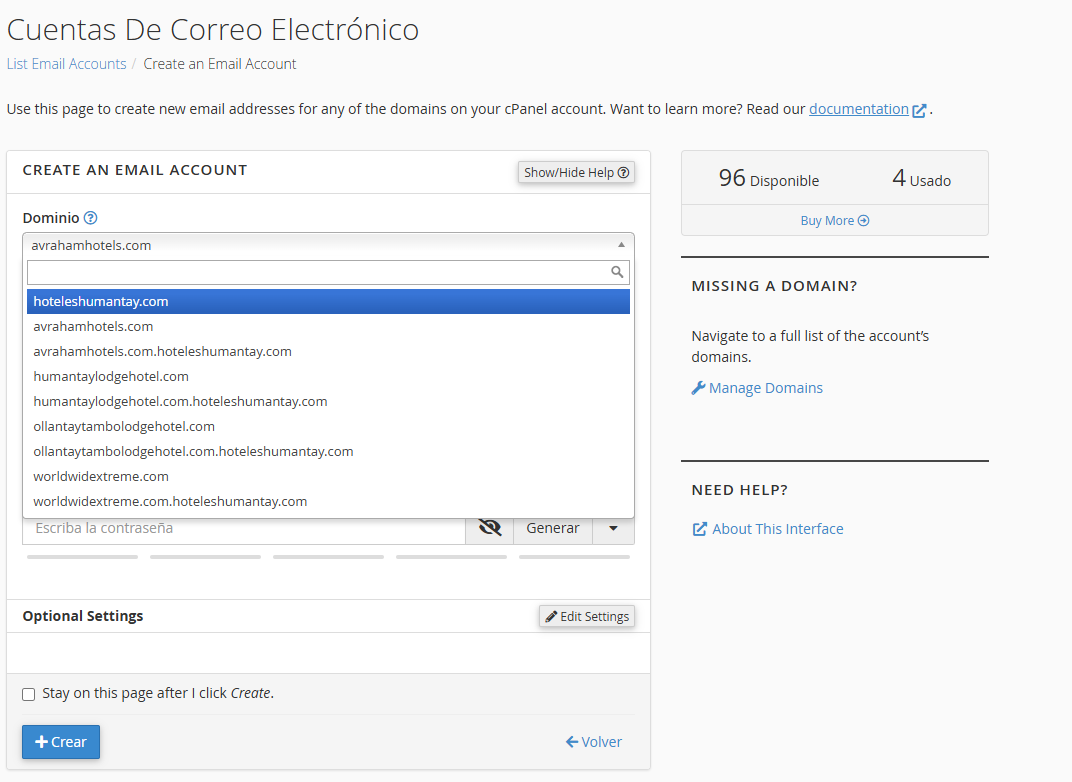 Cuentas De Correo Electrónico
List Email Accounts / Create an Email Account
Use this page to create new email addresses for any of the domains on your cPanel account. Want to learn more? Read our documentation.
CREATE AN EMAIL ACCOUNT
Show/Hide Help
Dominio
avrahamhotels.com
hoteleshumantay.com
avrahamhotels.com
avrahamhotels.com.hoteleshumantay.com
humantaylodgehotel.com
humantaylodgehotel.com.hoteleshumantay.com
ollantaytambolodgehotel.com
ollantaytambolodgehotel.com.hoteleshumantay.com
worldwidextreme.com
worldwidextreme.com.hoteleshumantay.com
Escriba la contraseña
Generar
Optional Settings
Edit Settings
Stay on this page after I click Create.
Crear
Volver
96 Disponible
4 Usado
Buy More
MISSING A DOMAIN?
Navigate to a full list of the account’s
domains.
Manage Domains
NEED HELP?
About This Interface